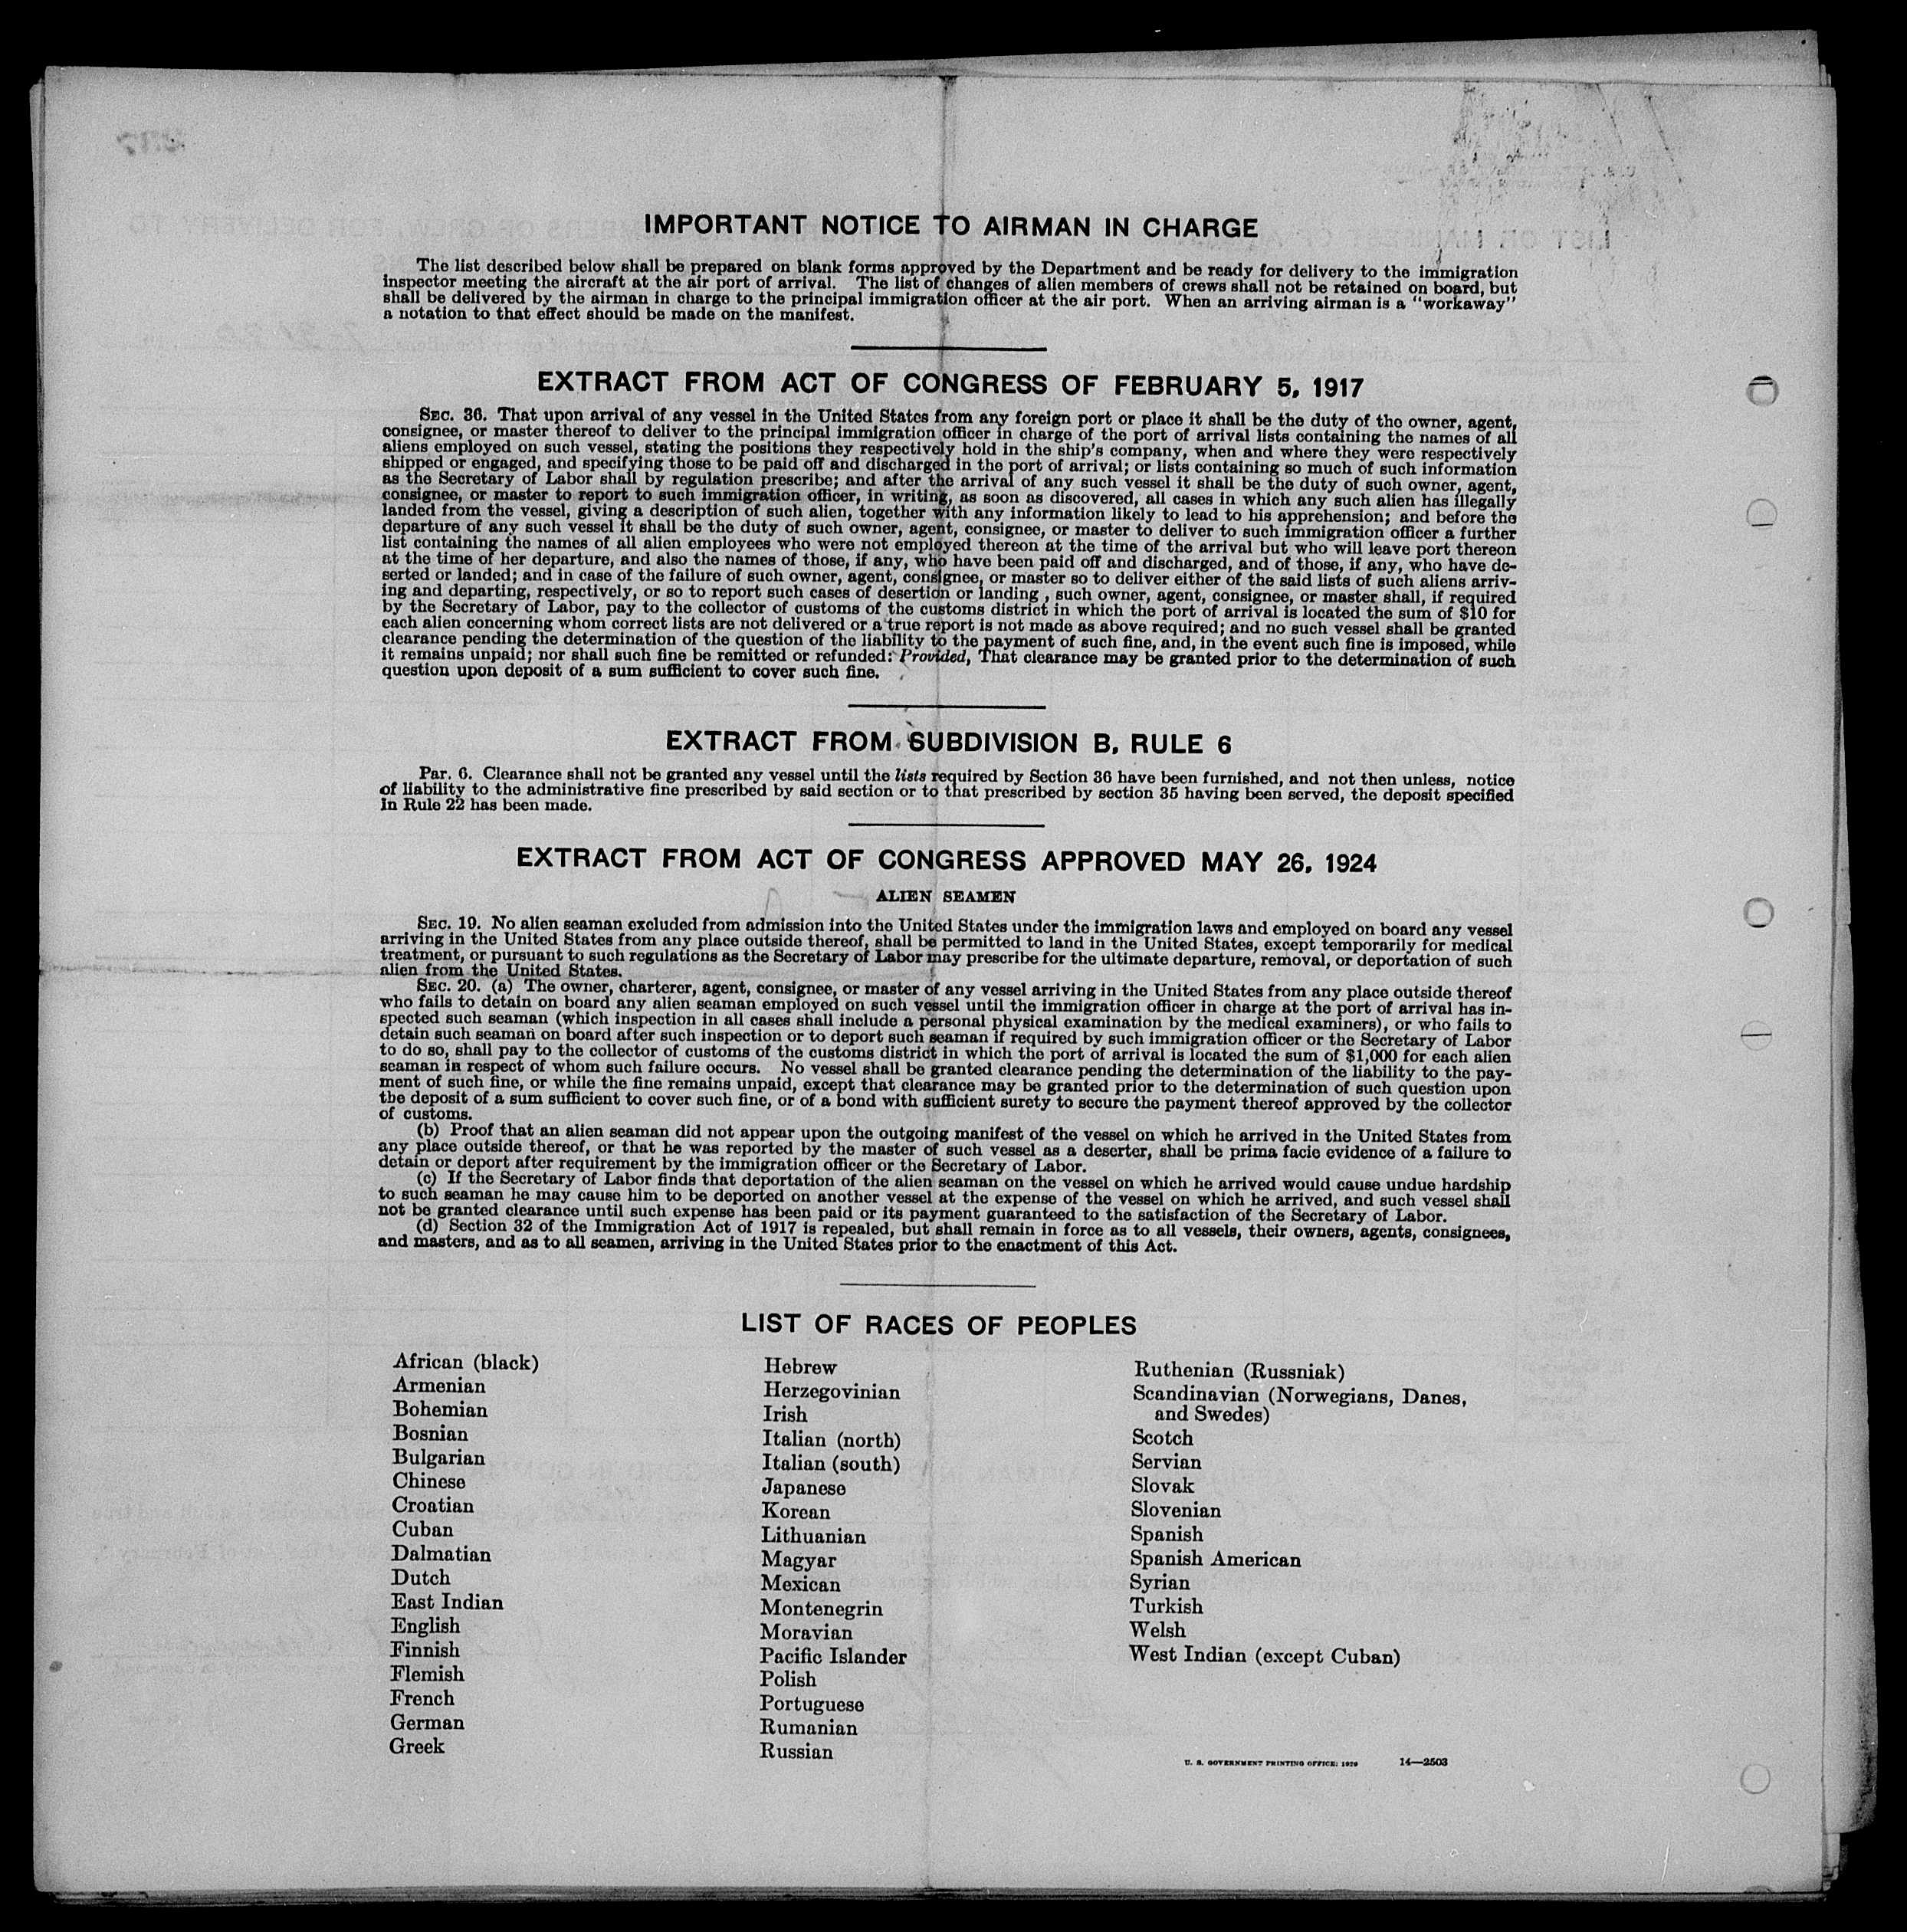 IMPORTANT NOTICE TO AIRMAN IN CHARGE
The list described below shall be prepared on blank forms approved by the Department and be ready for delivery to the immigration
inspector meeting the aircraft at the air port of arrival. The list of changes of alien members of crews shall not be retained on board, but
shall be delivered by the airman in charge to the principal immigration officer at the air port. When an arriving airman is a "workaway"
a notation to that effect should be made on the manifest.
EXTRACT FROM ACT OF CONGRESS OF FEBRUARY 5, 1917
SEC. 36. That upon arrival of any vessel in the United States from any foreign port or place it shall be the duty of the owner, agent,
consignee, or master thereof to deliver to the principal immigration officer in charge of the port of arrival lists containing the names of all
aliens employed on such vessel, stating the positions they respectively hold in the ship's company, when and where they were respectively
shipped or engaged, and specifying those to be paid off and discharged in the port of arrival; or lists containing so much of such information
as the Secretary of Labor shall by regulation prescribe; and after the arrival of any such vessel it shall be the duty of such owner, agent,
consignee, or master to report to such immigration officer, in writing, as soon as discovered, all cases in which any such alien has illegally
landed from the vessel, giving a description of such alien, together with any information likely to lead to his apprehension; and before the
departure of any such vessel it shall be the duty of such owner, agent, consignee, or master to deliver to such immigration officer a further
list containing the names of all alien employees who were not employed thereon at the time of the arrival but who will leave port thereon
at the time of her departure, and also the names of those, if any, who have been paid off and discharged, and of those, if any, who have de-
serted or landed; and in case of the failure of such owner, agent, consignee, or master so to deliver either of the said lists of such aliens arriv-
ing and departing, respectively, or so to report such cases of desertion or landing , such owner, agent, consignee, or master shall, if required
by the Secretary of Labor, pay to the collector of customs of the customs district in which the port of arrival is located the sum of $10 for
each alien concerning whom correct lists are not delivered or a true report is not made as above required; and no such vessel shall be granted
clearance pending the determination of the question of the liability to the payment of such fine, and, in the event such fine is imposed, while
it remains unpaid; nor shall such fine be remitted or refunded: Provided, That clearance may be granted prior to the determination of such
question upon deposit of a sum sufficient to cover such fine.
EXTRACT FROM SUBDIVISION B, RULE 6
Par. 6. Clearance shall not be granted any vessel until the lists required by Section 36 have been furnished, and not then unless, notice
of liability to the administrative fine prescribed by said section or to that prescribed by section 35 having been served, the deposit specified
in Rule 22 has been made.
EXTRACT FROM ACT OF CONGRESS APPROVED MAY 26, 1924
ALIEN SEAMEN
SEC. 19. No alien seaman excluded from admission into the United States under the immigration laws and employed on board any vessel
arriving in the United States from any place outside thereof, shall be permitted to land in the United States, except temporarily for medical
treatment, or pursuant to such regulations as the Secretary of Labor may prescribe for the ultimate departure, removal, or deportation of such
alien from the United States.
SEC. 20. (a) The owner, charterer, agent, consignee, or master of any vessel arriving in the United States from any place outside thereof
who fails to detain on board any alien seaman employed on such vessel until the immigration officer in charge at the port of arrival has in-
spected such seaman (which inspection in all cases shall include a personal physical examination by the medical examiners), or who fails to
detain such seaman on board after such inspection or to deport such seaman if required by such immigration officer or the Secretary of Labor
to do so, shall pay to the collector of customs of the customs district in which the port of arrival is located the sum of $1,000 for each alien
seaman in respect of whom such failure occurs. No vessel shall be granted clearance pending the determination of the liability to the pay-
ment of such fine, or while the fine remains unpaid, except that clearance may be granted prior to the determination of such question upon
the deposit of a sum sufficient to cover such fine, or of a bond with sufficient surety to secure the payment thereof approved by the collector
of customs.
(b) Proof that an alien seaman did not appear upon the outgoing manifest of the vessel on which he arrived in the United States from
any place outside thereof, or that he was reported by the master of such vessel as a deserter, shall be prima facie evidence of a failure to
detain or deport after requirement by the immigration officer or the Secretary of Labor.
(c) If the Secretary of Labor finds that deportation of the alien seaman on the vessel on which he arrived would cause undue hardship
to such seaman he may cause him to be deported on another vessel at the expense of the vessel on which he arrived, and such vessel shall
not be granted clearance until such expense has been paid or its payment guaranteed to the satisfaction of the Secretary of Labor.
(d) Section 32 of the Immigration Act of 1917 is repealed, but shall remain in force as to all vessels, their owners, agents, consignees,
and masters, and as to all seamen, arriving in the United States prior to the enactment of this Act.
LIST OF RACES OF PEOPLES
African (black)
Armenian
Bohemian
Bosnian
Bulgarian
Chinese
Croatian
Cuban
Dalmatian
Dutch
East Indian
English
Finnish
Flemish
French
German
Greek
Hebrew
Herzegovinian
Irish
Italian (north)
Italian (south)
Japanese
Korean
Lithuanian
Magyar
Mexican
Montenegrin
Moravian
Pacific Islander
Polish
Portuguese
Rumanian
Russian
Ruthenian (Russniak)
Scandinavian (Norwegians, Danes,
and Swedes)
Scotch
Servian
Slovak
Slovenian
Spanish
Spanish American
Syrian
Turkish
Welsh
West Indian (except Cuban)
U. S. GOVERNMENT PRINTING OFFICE: 1929 14—2503